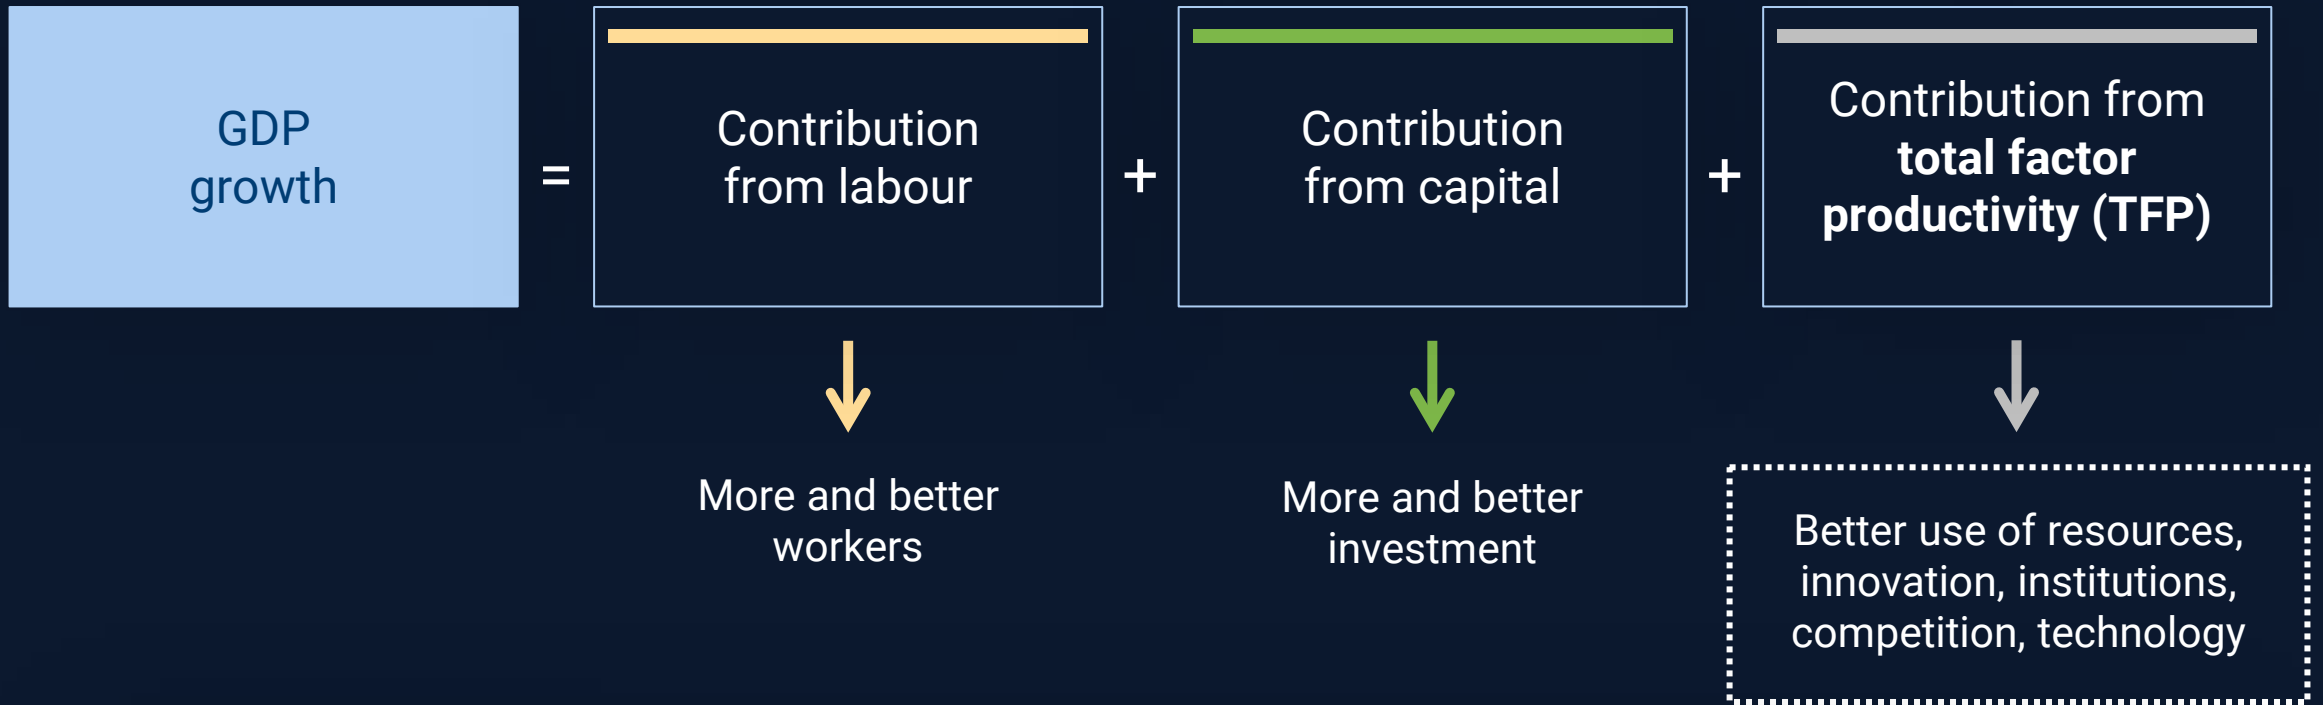 GDP
growth
=
Contribution
from labour
+
Contribution
from capital
+
Contribution from
total factor
productivity (TFP)
More and better
workers
More and better
investment
Better use of resources,
innovation, institutions,
competition, technology